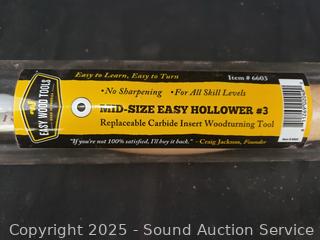 Easy to Learn, Easy to Turn
Item # 6603
•No Sharpening •For All Skill Levels
EASY WOOD TOOLS
MID-SIZE EASY HOLLOWER #3
Replaceable Carbide Insert Woodturning Tool
"If you're not 100% satisfied, I'll buy it back." - Craig Jackson, Founder
Copyright 2025 - Sound Auction Service